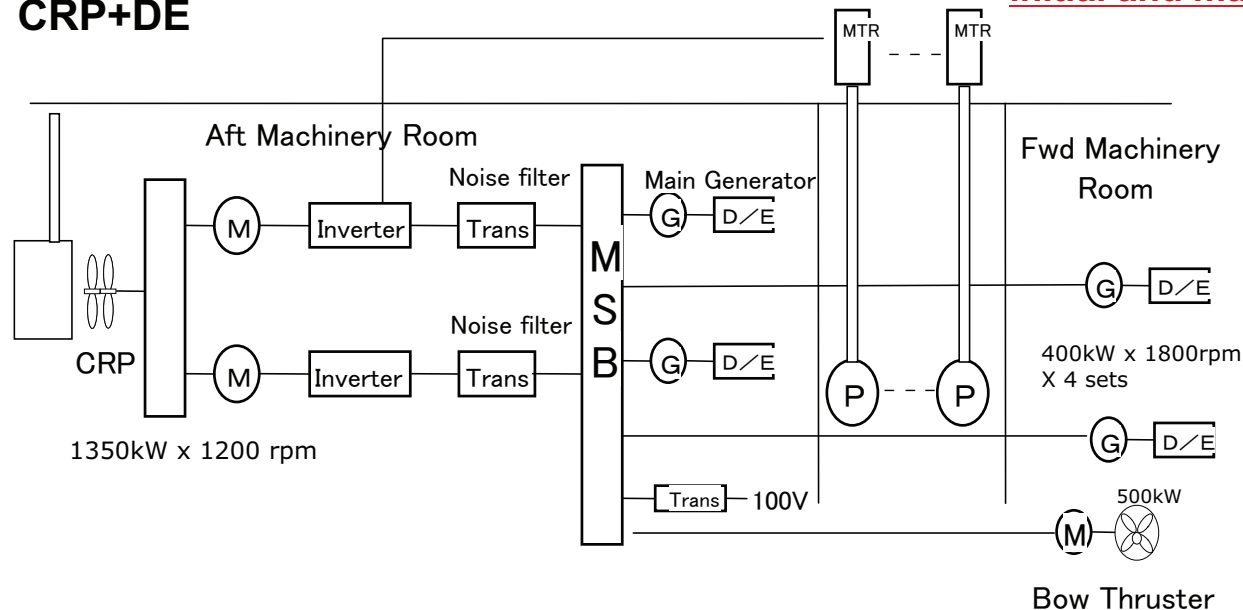 CRP+DE
MTR
MTR
Aft Machinery Room
Fwd Machinery
Room
Noise filter
Main Generator
M
Inverter
Trans
G
D／E
M
S
B
G
D／E
Noise filter
CRP
M
Inverter
Trans
G
D／E
P
P
400kW x 1800rpm
X 4 sets
1350kW x 1200 rpm
G
D／E
Trans
100V
500kW
M
Bow Thruster